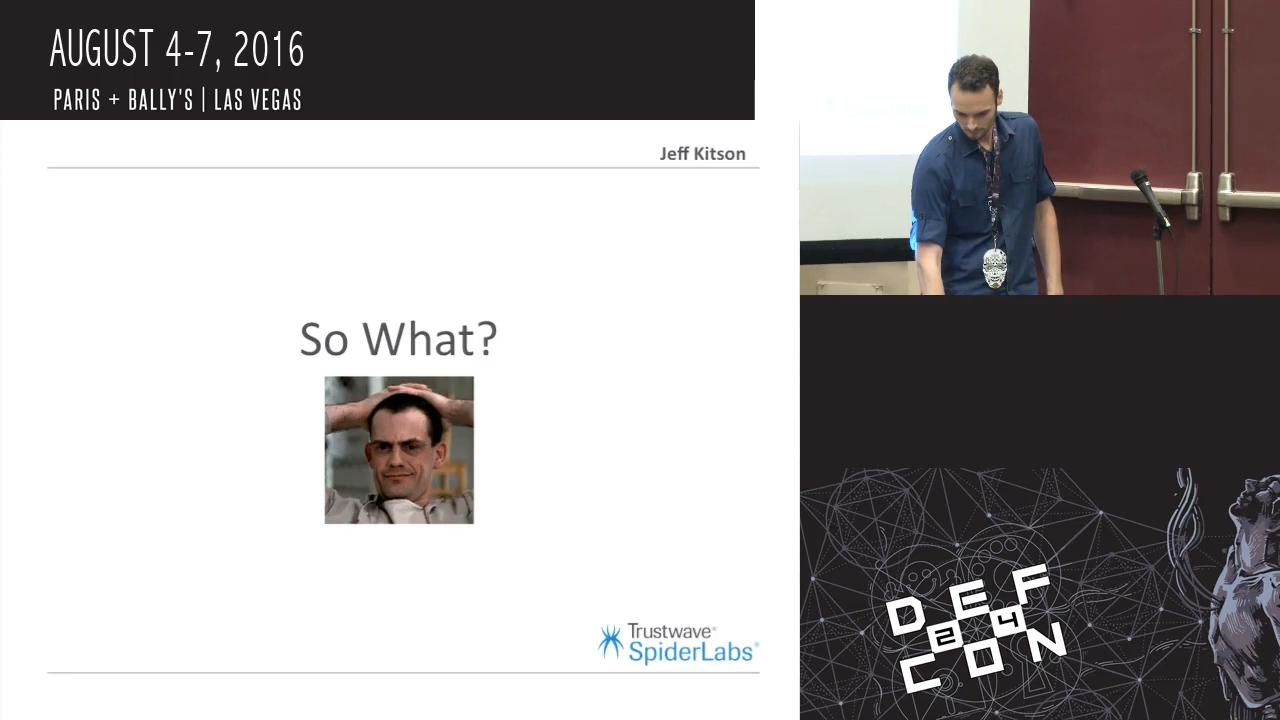 AUGUST 4-7, 2016
PARIS + BALLY'S | LAS VEGAS
Jeff Kitson
So What?
Trustwave®
SpiderLabs®
DEF
24
CON